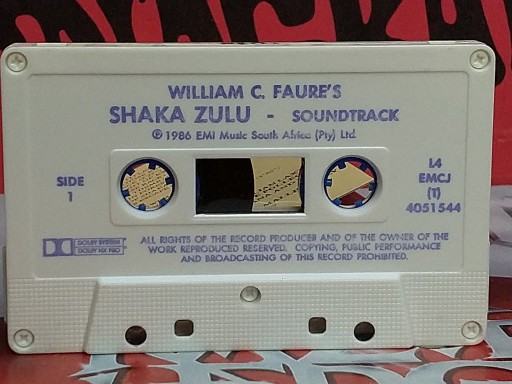 WILLIAM C. FAURE'S
SHAKA ZULU - SOUNDTRACK
℗ 1986 EMI Music South Africa (Pty) Ltd.
SIDE
1
L4
EMCJ
(T)
4051544
DOLBY SYSTEM
DOLBY HX PRO
ALL RIGHTS OF THE RECORD PRODUCER AND OF THE OWNER OF THE
WORK REPRODUCED RESERVED. COPYING, PUBLIC PERFORMANCE
AND BROADCASTING OF THIS RECORD PROHIBITED.